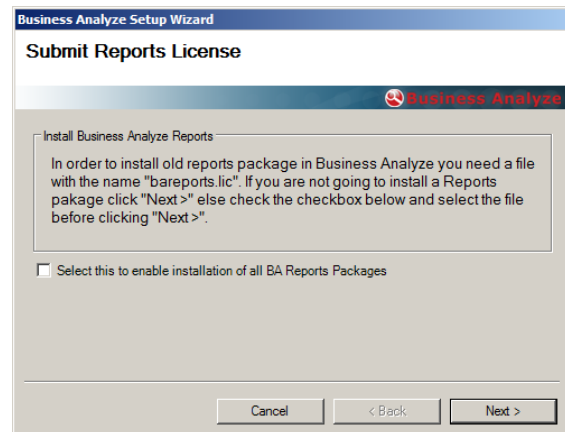 Business Analyze Setup Wizard
Submit Reports License
Business Analyze
Install Business Analyze Reports
In order to install old reports package in Business Analyze you need a file
with the name "bareports.lic". If you are not going to install a Reports
pakage click "Next >" else check the checkbox below and select the file
before clicking "Next >".
Select this to enable installation of all BA Reports Packages
Cancel
< Back
Next >